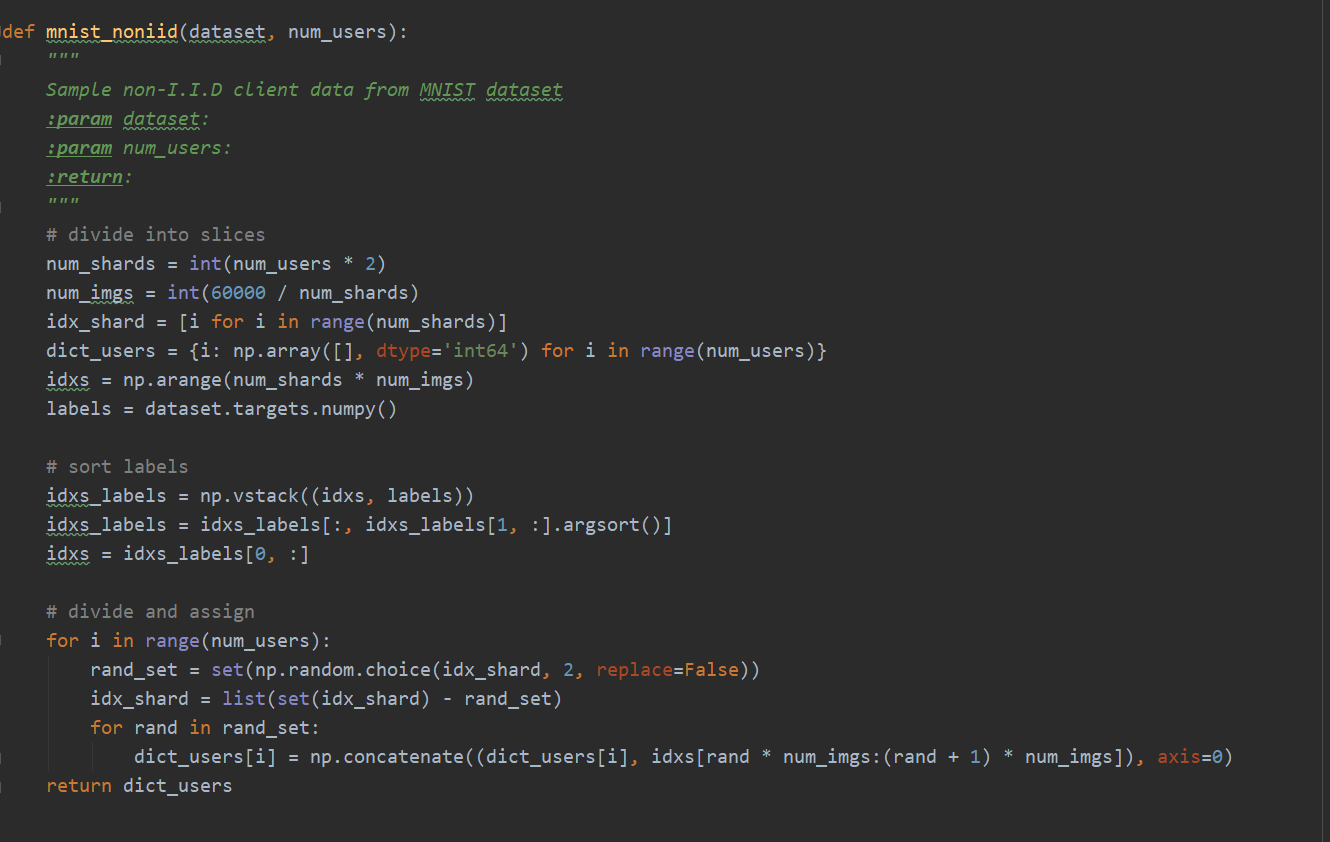 def mnist_noniid(dataset, num_users):
    """
    Sample non-I.I.D client data from MNIST dataset
    :param dataset:
    :param num_users:
    :return:
    """
    # divide into slices
    num_shards = int(num_users * 2)
    num_imgs = int(60000 / num_shards)
    idx_shard = [i for i in range(num_shards)]
    dict_users = {i: np.array([], dtype='int64') for i in range(num_users)}
    idxs = np.arange(num_shards * num_imgs)
    labels = dataset.targets.numpy()

    # sort labels
    idxs_labels = np.vstack((idxs, labels))
    idxs_labels = idxs_labels[:, idxs_labels[1, :].argsort()]
    idxs = idxs_labels[0, :]

    # divide and assign
    for i in range(num_users):
        rand_set = set(np.random.choice(idx_shard, 2, replace=False))
        idx_shard = list(set(idx_shard) - rand_set)
        for rand in rand_set:
            dict_users[i] = np.concatenate((dict_users[i], idxs[rand * num_imgs:(rand + 1) * num_imgs]), axis=0)
    return dict_users